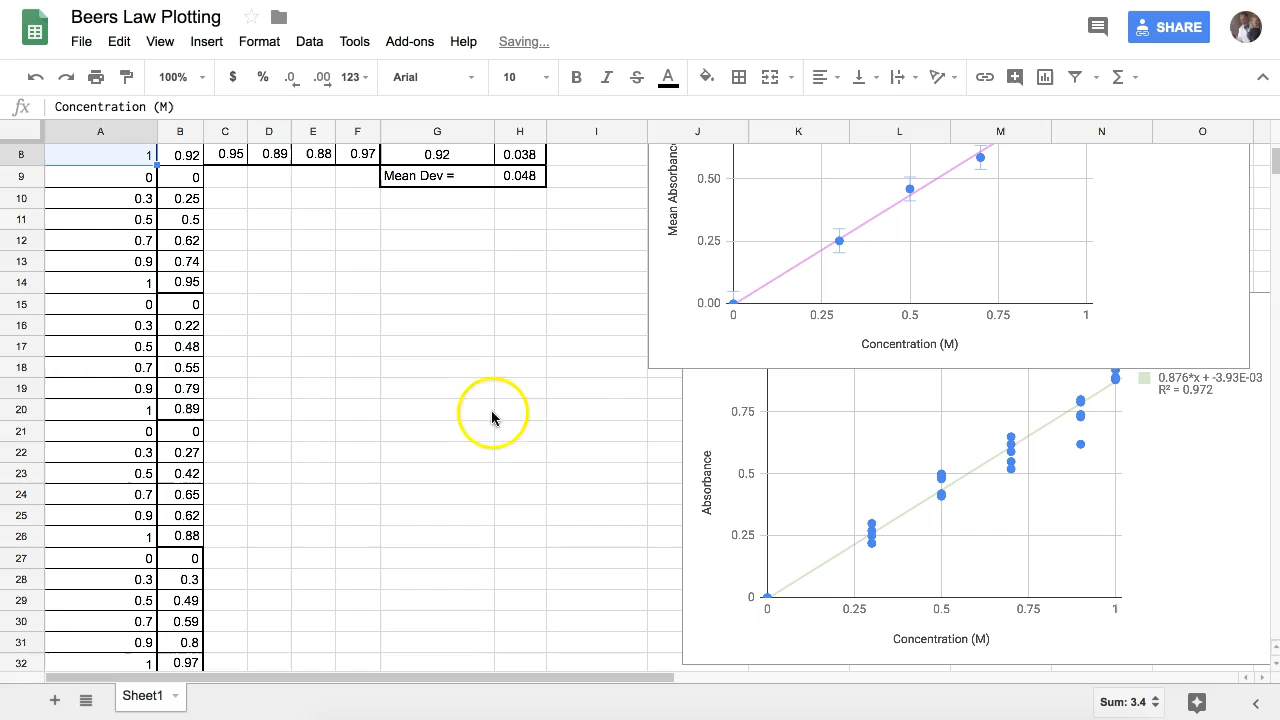 Beers Law Plotting
File Edit View Insert Format Data Tools Add-ons Help Saving...
SHARE
100% $ % .0 .00 123 Arial 10 B I S A
fx Concentration (M)
A B C D E F G H I J K L M N O
8 1 0.92 0.95 0.89 0.88 0.97 0.92 0.038
9 0 0 Mean Dev = 0.048
10 0.3 0.25
11 0.5 0.5
12 0.7 0.62
13 0.9 0.74
14 1 0.95
15 0 0
16 0.3 0.22
17 0.5 0.48
18 0.7 0.55
19 0.9 0.79
20 1 0.89
21 0 0
22 0.3 0.27
23 0.5 0.42
24 0.7 0.65
25 0.9 0.62
26 1 0.88
27 0 0
28 0.3 0.3
29 0.5 0.49
30 0.7 0.59
31 0.9 0.8
32 1 0.97
Mean Absorbanc
0.50
0.25
0.00
0 0.25 0.5 0.75 1
Concentration (M)
0.876*x + -3.93E-03
R² = 0.972
Absorbance
0.75
0.5
0.25
0
0 0.25 0.5 0.75 1
Concentration (M)
Sheet1
Sum: 3.4